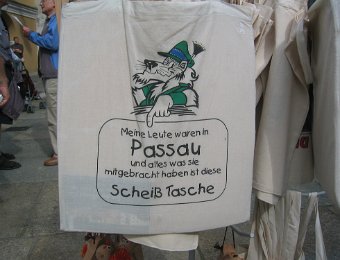 Meine Leute waren in
Passau
und alles was sie
mitgebracht haben ist diese
Scheiß Tasche